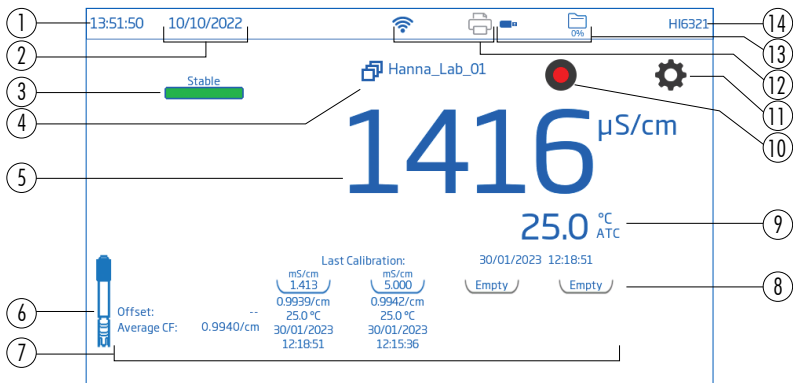 1 13:51:50 10/10/2022 0% HI6321 14
2 13
3 Stable Hanna_Lab_01 12
4 11
1416 µS/cm 10
5
25.0 °C 9
ATC
Last Calibration: 30/01/2023 12:18:51
mS/cm mS/cm
1.413 5.000 Empty Empty 8
0.9939/cm 0.9942/cm
6 Offset: -- 25.0 °C 25.0 °C
Average CF: 0.9940/cm 30/01/2023 30/01/2023
7 12:18:51 12:15:36